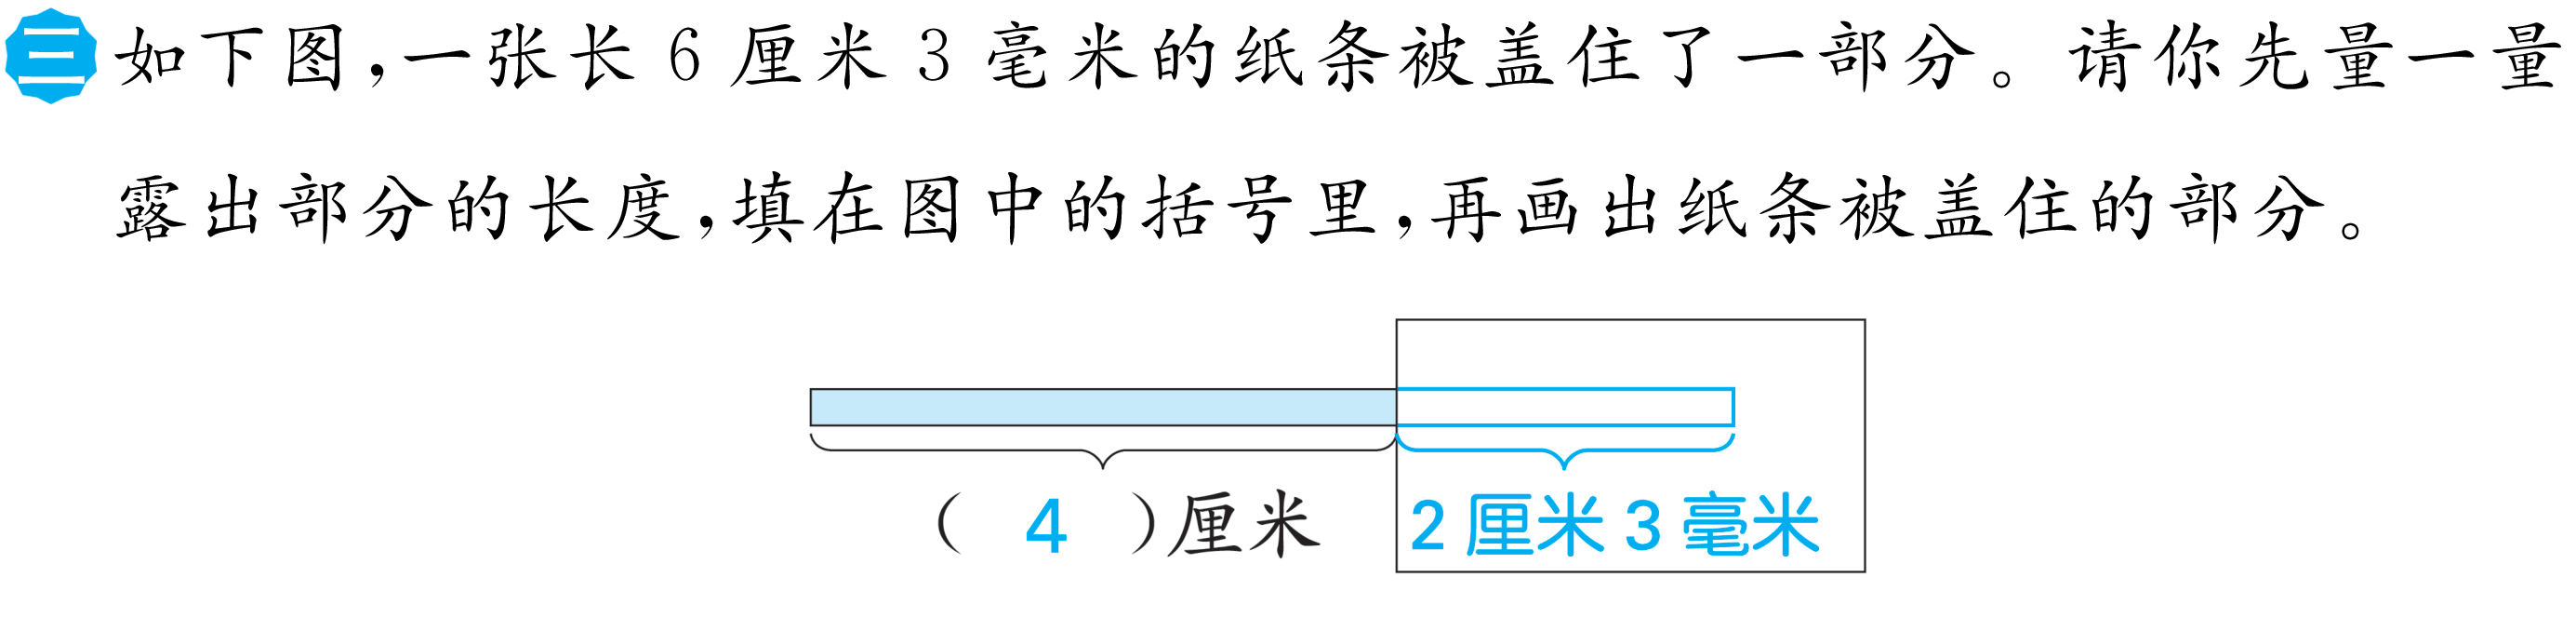 三 如下图,一张长 6 厘米 3 毫米的纸条被盖住了一部分。请你先量一量
露出部分的长度,填在图中的括号里,再画出纸条被盖住的部分。
( 4 )厘米 2 厘米 3 毫米